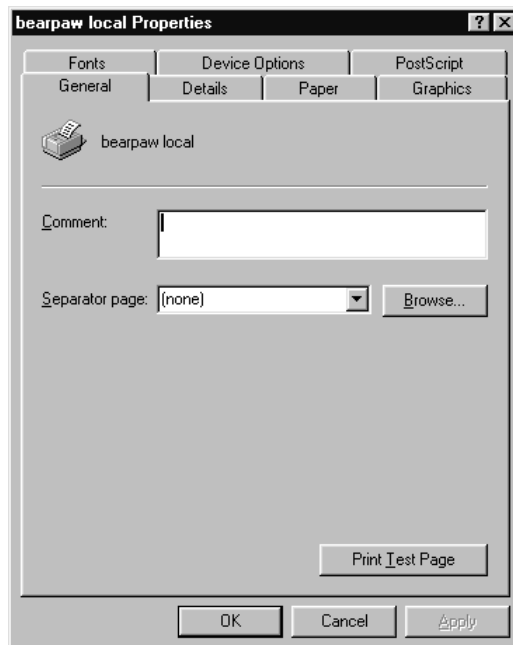 bearpaw local Properties
Fonts Device Options PostScript
General Details Paper Graphics
bearpaw local
Comment:
Separator page: (none) Browse...
Print Test Page
OK Cancel Apply